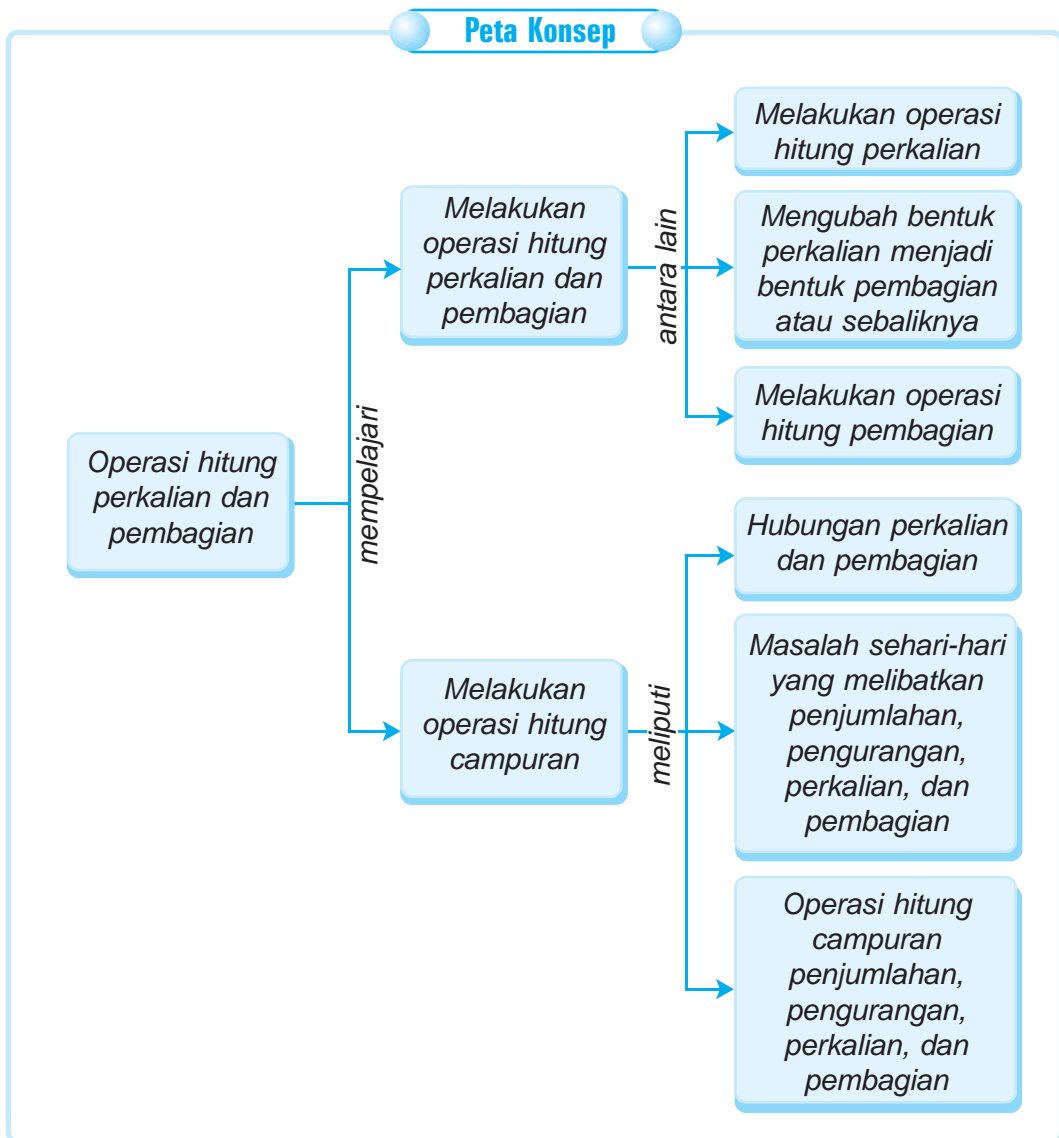 Peta Konsep
Operasi hitung
perkalian dan
pembagian
mempelajari
Melakukan
operasi hitung
perkalian dan
pembagian
antara lain
Melakukan operasi
hitung perkalian
Mengubah bentuk
perkalian menjadi
bentuk pembagian
atau sebaliknya
Melakukan operasi
hitung pembagian
Melakukan
operasi hitung
campuran
meliputi
Hubungan perkalian
dan pembagian
Masalah sehari-hari
yang melibatkan
penjumlahan,
pengurangan,
perkalian, dan
pembagian
Operasi hitung
campuran
penjumlahan,
pengurangan,
perkalian, dan
pembagian